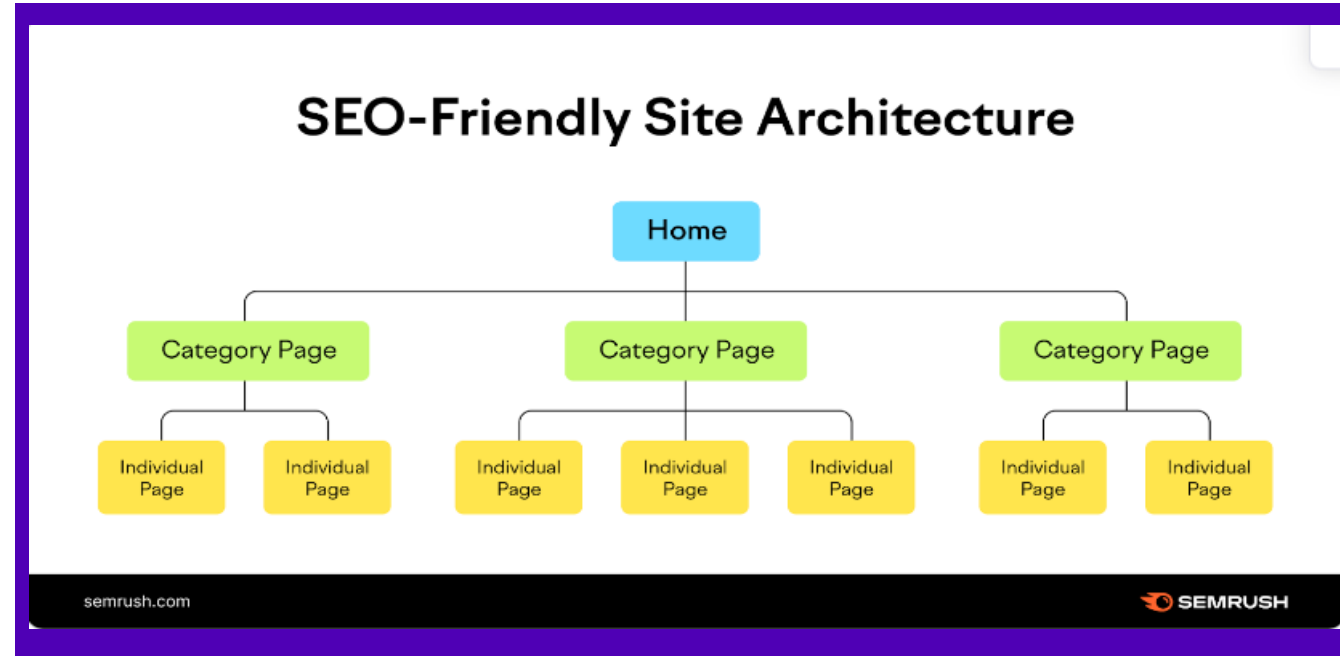 SEO-Friendly Site Architecture
Home
Category Page
Category Page
Category Page
Individual
Page
Individual
Page
Individual
Page
Individual
Page
Individual
Page
Individual
Page
Individual
Page
semrush.com
SEMRUSH